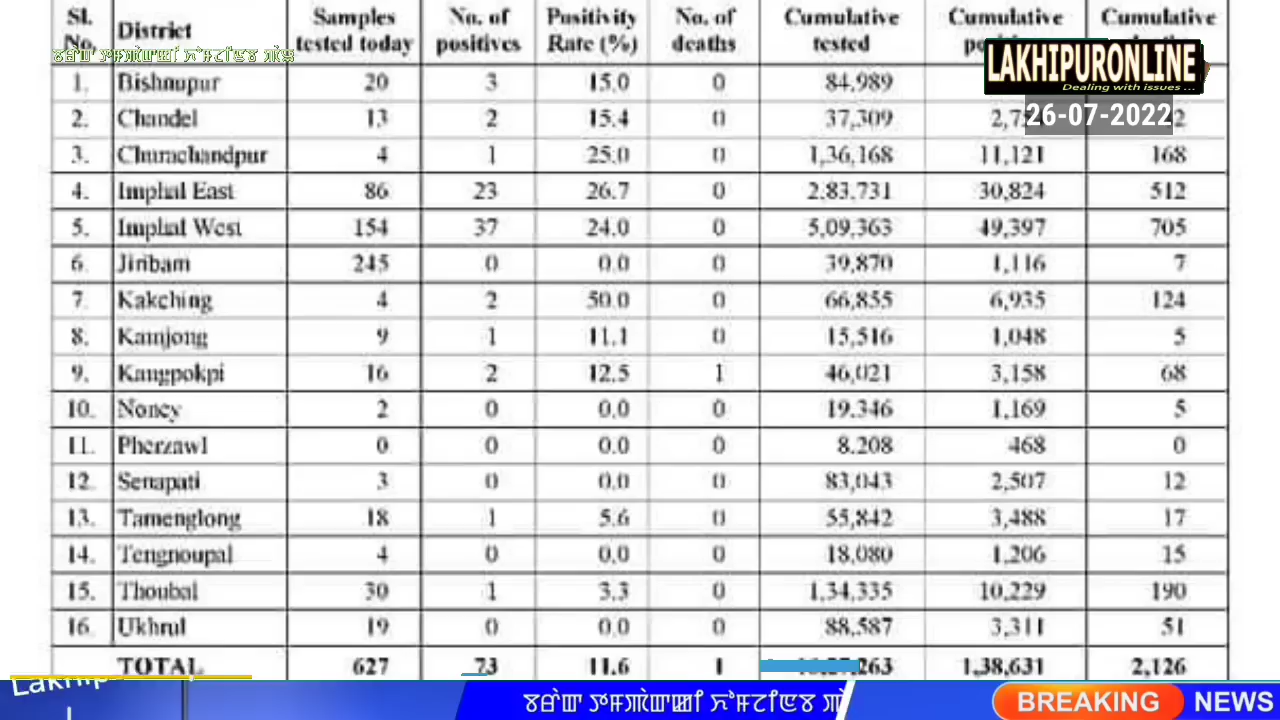 Sl. No. District Samples tested today No. of positives Positivity Rate (%) No. of deaths Cumulative tested Cumulative Cumulative
LAKHIPURONLINE
Dealing with issues ...
26-07-2022
1. Bishnupur 20 3 15.0 0 84,989
2. Chandel 13 2 15.4 0 37,309
3. Churachandpur 4 1 25.0 0 1,36,168 11,121 168
4. Imphal East 86 23 26.7 0 2,83,731 30,824 512
5. Imphal West 154 37 24.0 0 5,09,363 49,397 705
6. Jiribam 245 0 0.0 0 39,870 1,116 7
7. Kakching 4 2 50.0 0 66,855 6,935 124
8. Kamjong 9 1 11.1 0 15,516 1,048 5
9. Kangpokpi 16 2 12.5 1 46,021 3,158 68
10. Noney 2 0 0.0 0 19,346 1,169 5
11. Pherzawl 0 0 0.0 0 8,208 468 0
12. Senapati 3 0 0.0 0 83,043 2,507 12
13. Tamenglong 18 1 5.6 0 55,842 3,488 17
14. Tengnoupal 4 0 0.0 0 18,080 1,206 15
15. Thoubal 30 1 3.3 0 1,34,335 10,229 190
16. Ukhrul 19 0 0.0 0 88,587 3,311 51
TOTAL 627 73 11.6 1 1,38,631 2,126
BREAKING NEWS